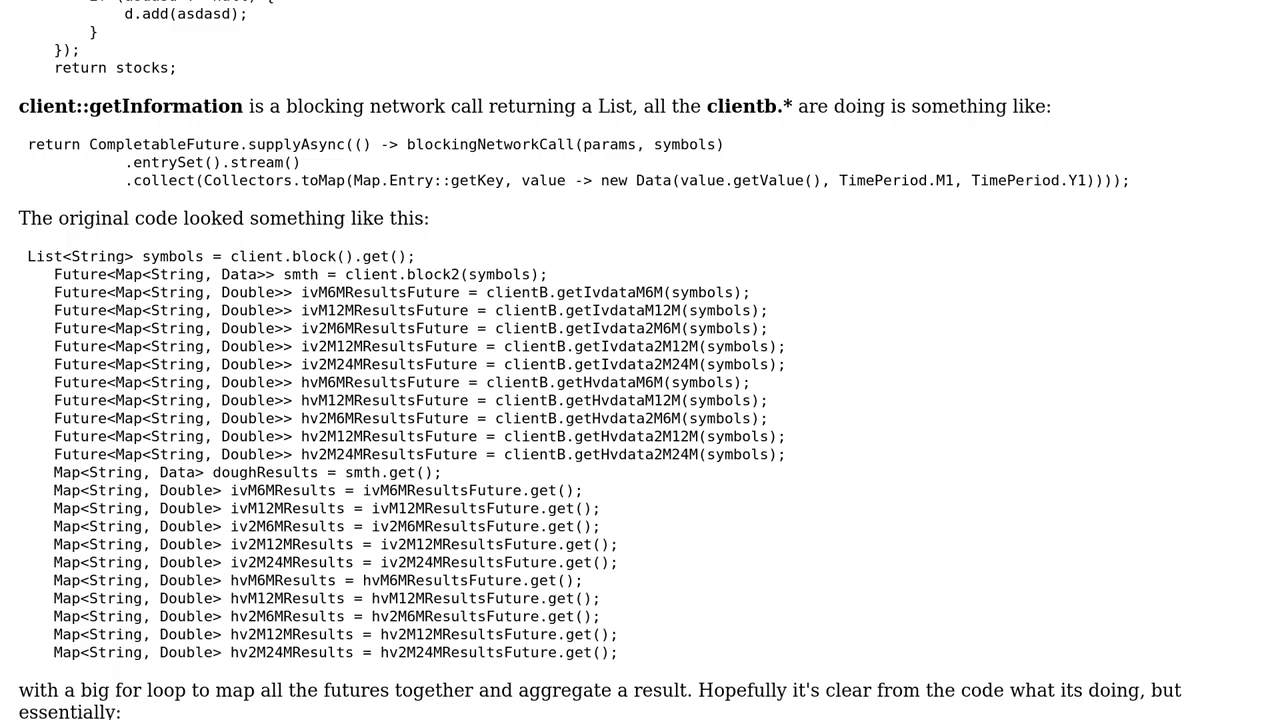 d.add(asdasd);
}
});
return stocks;
client::getInformation is a blocking network call returning a List, all the clientb.* are doing is something like:
return CompletableFuture.supplyAsync(() -> blockingNetworkCall(params, symbols)
.entrySet().stream()
.collect(Collectors.toMap(Map.Entry::getKey, value -> new Data(value.getValue(), TimePeriod.M1, TimePeriod.Y1))));
The original code looked something like this:
List<String> symbols = client.block().get();
Future<Map<String, Data>> smth = client.block2(symbols);
Future<Map<String, Double>> ivM6MResultsFuture = clientB.getIvdataM6M(symbols);
Future<Map<String, Double>> ivM12MResultsFuture = clientB.getIvdataM12M(symbols);
Future<Map<String, Double>> iv2M6MResultsFuture = clientB.getIvdata2M6M(symbols);
Future<Map<String, Double>> iv2M12MResultsFuture = clientB.getIvdata2M12M(symbols);
Future<Map<String, Double>> iv2M24MResultsFuture = clientB.getIvdata2M24M(symbols);
Future<Map<String, Double>> hvM6MResultsFuture = clientB.getHvdataM6M(symbols);
Future<Map<String, Double>> hvM12MResultsFuture = clientB.getHvdataM12M(symbols);
Future<Map<String, Double>> hv2M6MResultsFuture = clientB.getHvdata2M6M(symbols);
Future<Map<String, Double>> hv2M12MResultsFuture = clientB.getHvdata2M12M(symbols);
Future<Map<String, Double>> hv2M24MResultsFuture = clientB.getHvdata2M24M(symbols);
Map<String, Data> doughResults = smth.get();
Map<String, Double> ivM6MResults = ivM6MResultsFuture.get();
Map<String, Double> ivM12MResults = ivM12MResultsFuture.get();
Map<String, Double> iv2M6MResults = iv2M6MResultsFuture.get();
Map<String, Double> iv2M12MResults = iv2M12MResultsFuture.get();
Map<String, Double> iv2M24MResults = iv2M24MResultsFuture.get();
Map<String, Double> hvM6MResults = hvM6MResultsFuture.get();
Map<String, Double> hvM12MResults = hvM12MResultsFuture.get();
Map<String, Double> hv2M6MResults = hv2M6MResultsFuture.get();
Map<String, Double> hv2M12MResults = hv2M12MResultsFuture.get();
Map<String, Double> hv2M24MResults = hv2M24MResultsFuture.get();
with a big for loop to map all the futures together and aggregate a result. Hopefully it's clear from the code what its doing, but
essentially: